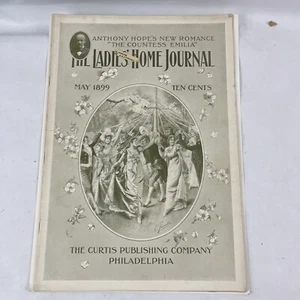 ANTHONY HOPE'S NEW ROMANCE
"THE COUNTESS EMILIA"
THE LADIES' HOME JOURNAL
MAY 1899 TEN CENTS
THE CURTIS PUBLISHING COMPANY
PHILADELPHIA